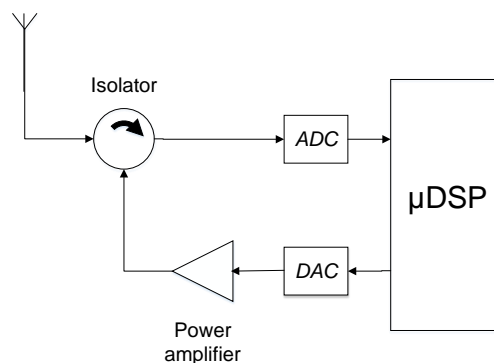 Isolator
ADC
µDSP
DAC
Power
amplifier